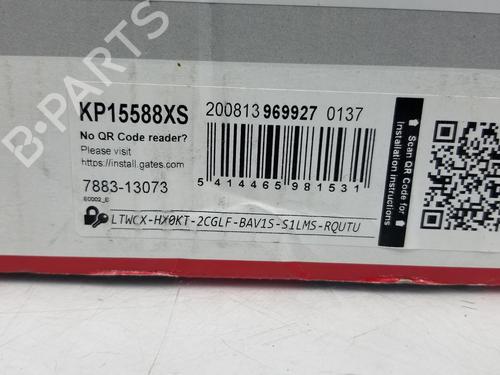 KP15588XS
200813 969927 0137
No QR Code reader?
Please visit
https://install.gates.com
7883-13073
E0002_E
5 414465 981531
LTWCX-HX0KT-2CGLF-BAV1S-S1LMS-RQUTU
Scan QR Code for
Installation instructions
B-PARTS